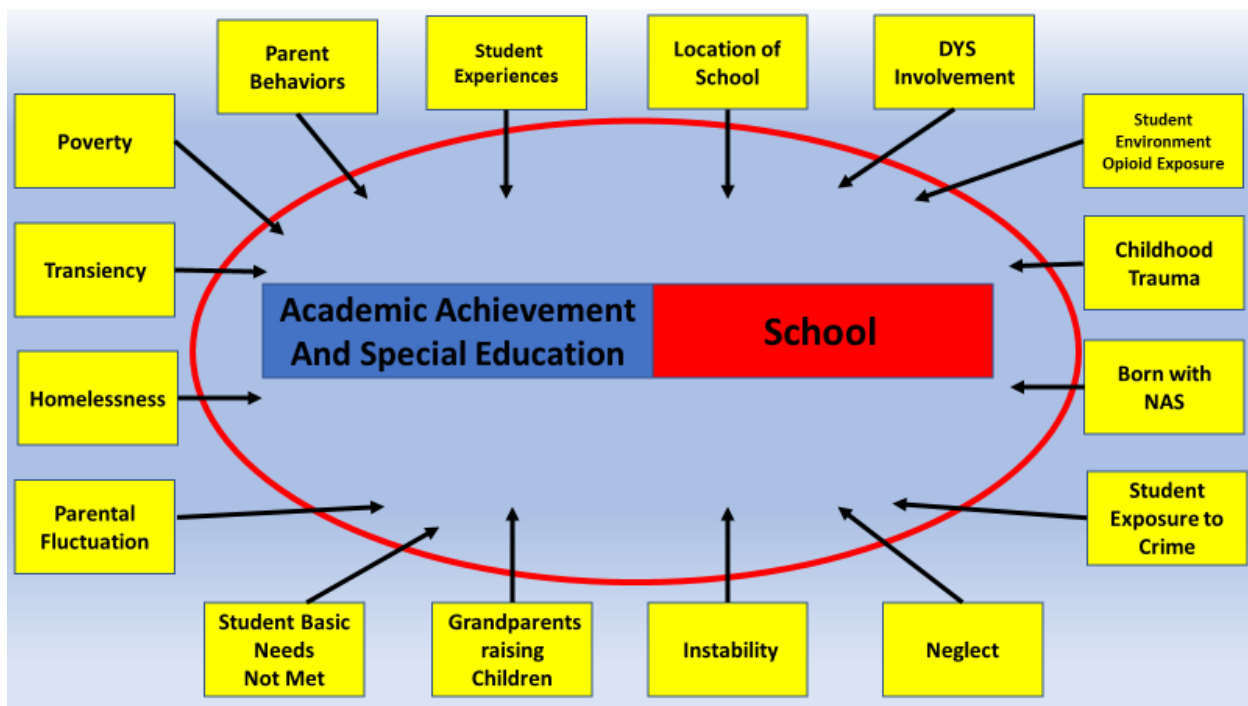 Parent
Behaviors
Student
Experiences
Location of
School
DYS
Involvement
Poverty
Student
Environment
Opioid Exposure
Transiency
Childhood
Trauma
Academic Achievement
And Special Education
School
Homelessness
Born with
NAS
Parental
Fluctuation
Student
Exposure to
Crime
Student Basic
Needs
Not Met
Grandparents
raising
Children
Instability
Neglect